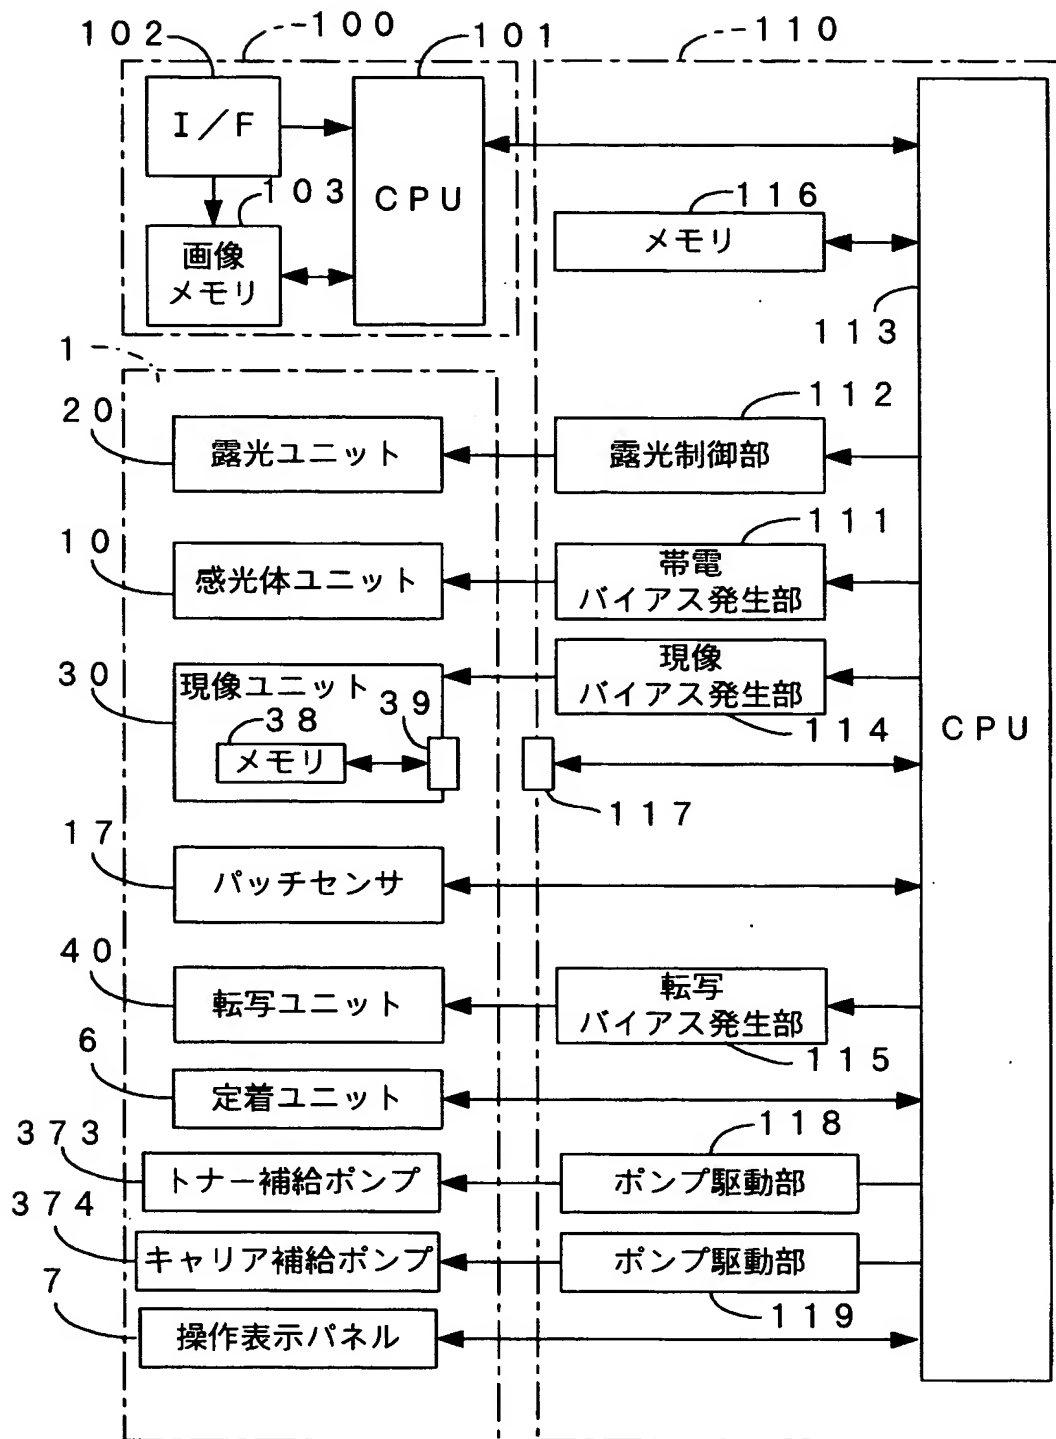 １０２
１００
１０１
１１０
Ｉ／Ｆ
ＣＰＵ
１０３
画像
メモリ
１１６
メモリ
１１３
１
２０
露光ユニット
１１２
露光制御部
１０
感光体ユニット
１１１
帯電
バイアス発生部
３０
現像ユニット
３８
メモリ
３９
現像
バイアス発生部
１１４
ＣＰＵ
１１７
１７
パッチセンサ
４０
転写ユニット
転写
バイアス発生部
１１５
６
定着ユニット
３７３
トナー補給ポンプ
１１８
ポンプ駆動部
３７４
キャリア補給ポンプ
ポンプ駆動部
１１９
７
操作表示パネル